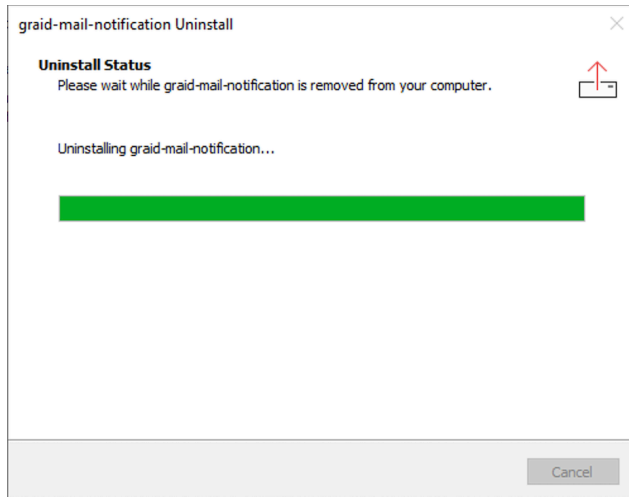 graid-mail-notification Uninstall
Uninstall Status
Please wait while graid-mail-notification is removed from your computer.
Uninstalling graid-mail-notification...
Cancel